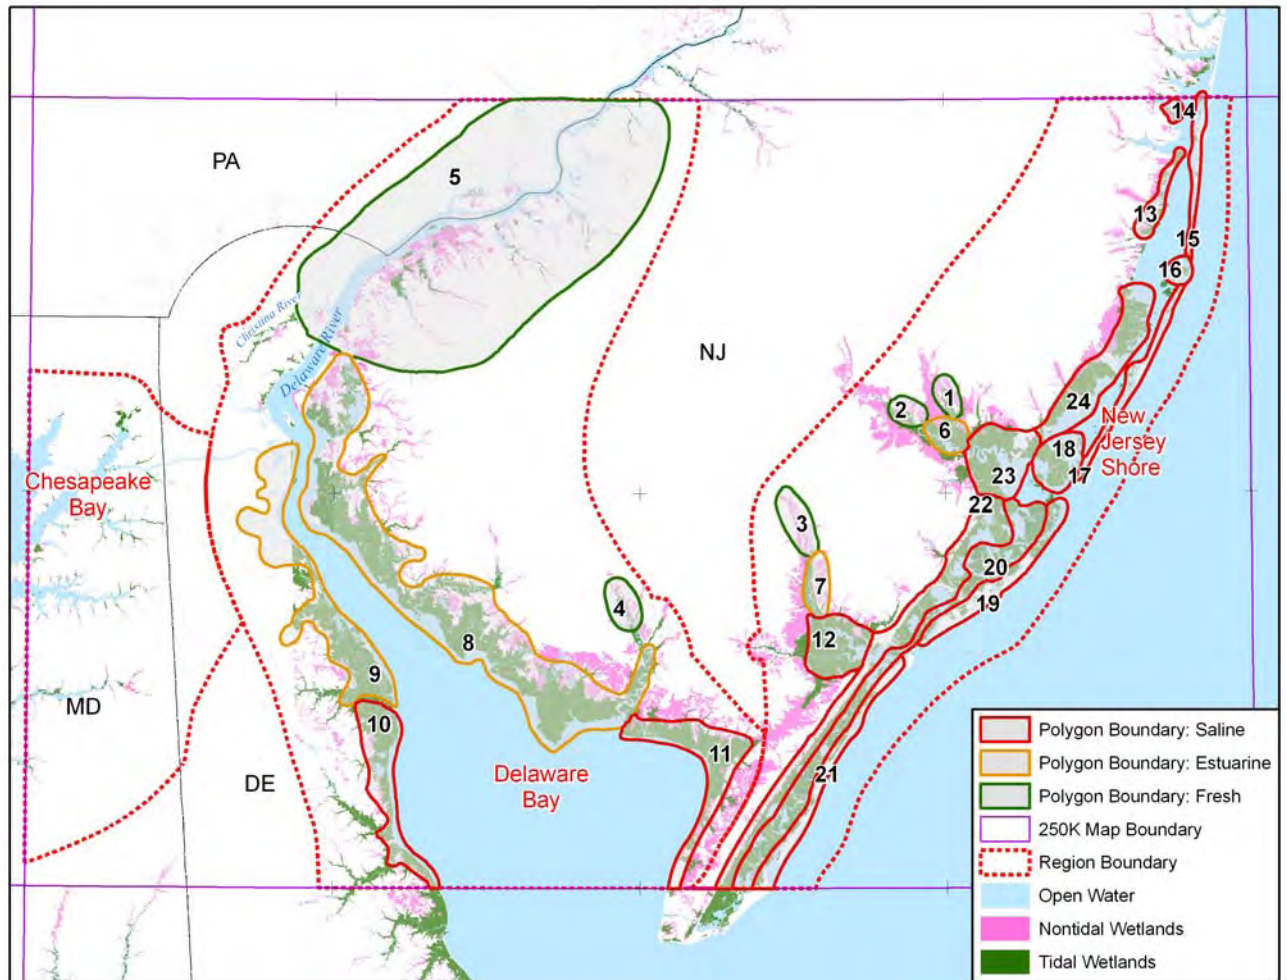 14
PA
5
13
15
16
Christina River
Delaware River
NJ
1
2
6
24
New
Jersey
Shore
18
17
23
22
Chesapeake
Bay
3
20
19
7
4
12
8
9
MD
10
11
DE
Delaware
Bay
21
Polygon Boundary: Saline
Polygon Boundary: Estuarine
Polygon Boundary: Fresh
250K Map Boundary
Region Boundary
Open Water
Nontidal Wetlands
Tidal Wetlands